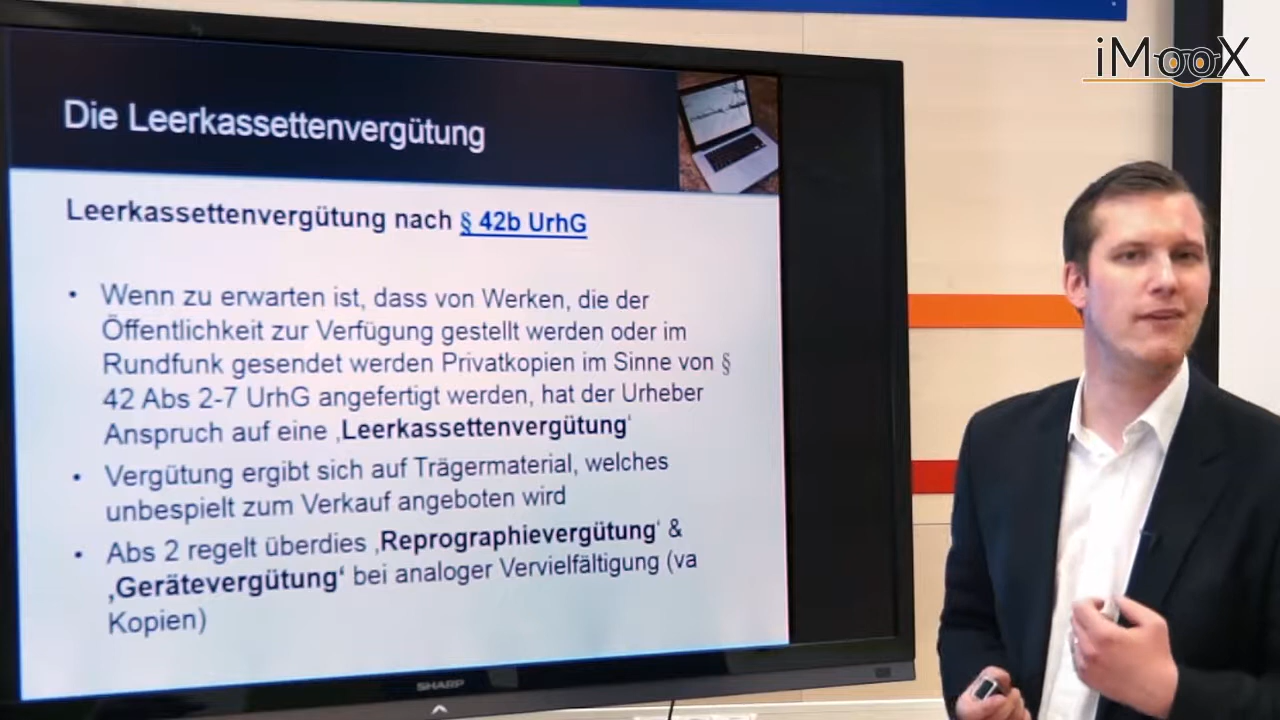 iMooX
Die Leerkassettenvergütung
Leerkassettenvergütung nach § 42b UrhG
• Wenn zu erwarten ist, dass von Werken, die der
Öffentlichkeit zur Verfügung gestellt werden oder im
Rundfunk gesendet werden Privatkopien im Sinne von §
42 Abs 2-7 UrhG angefertigt werden, hat der Urheber
Anspruch auf eine ‚Leerkassettenvergütung‘
• Vergütung ergibt sich auf Trägermaterial, welches
unbespielt zum Verkauf angeboten wird
• Abs 2 regelt überdies ‚Reprographievergütung‘ &
‚Gerätevergütung‘ bei analoger Vervielfältigung (va
Kopien)
SHARP